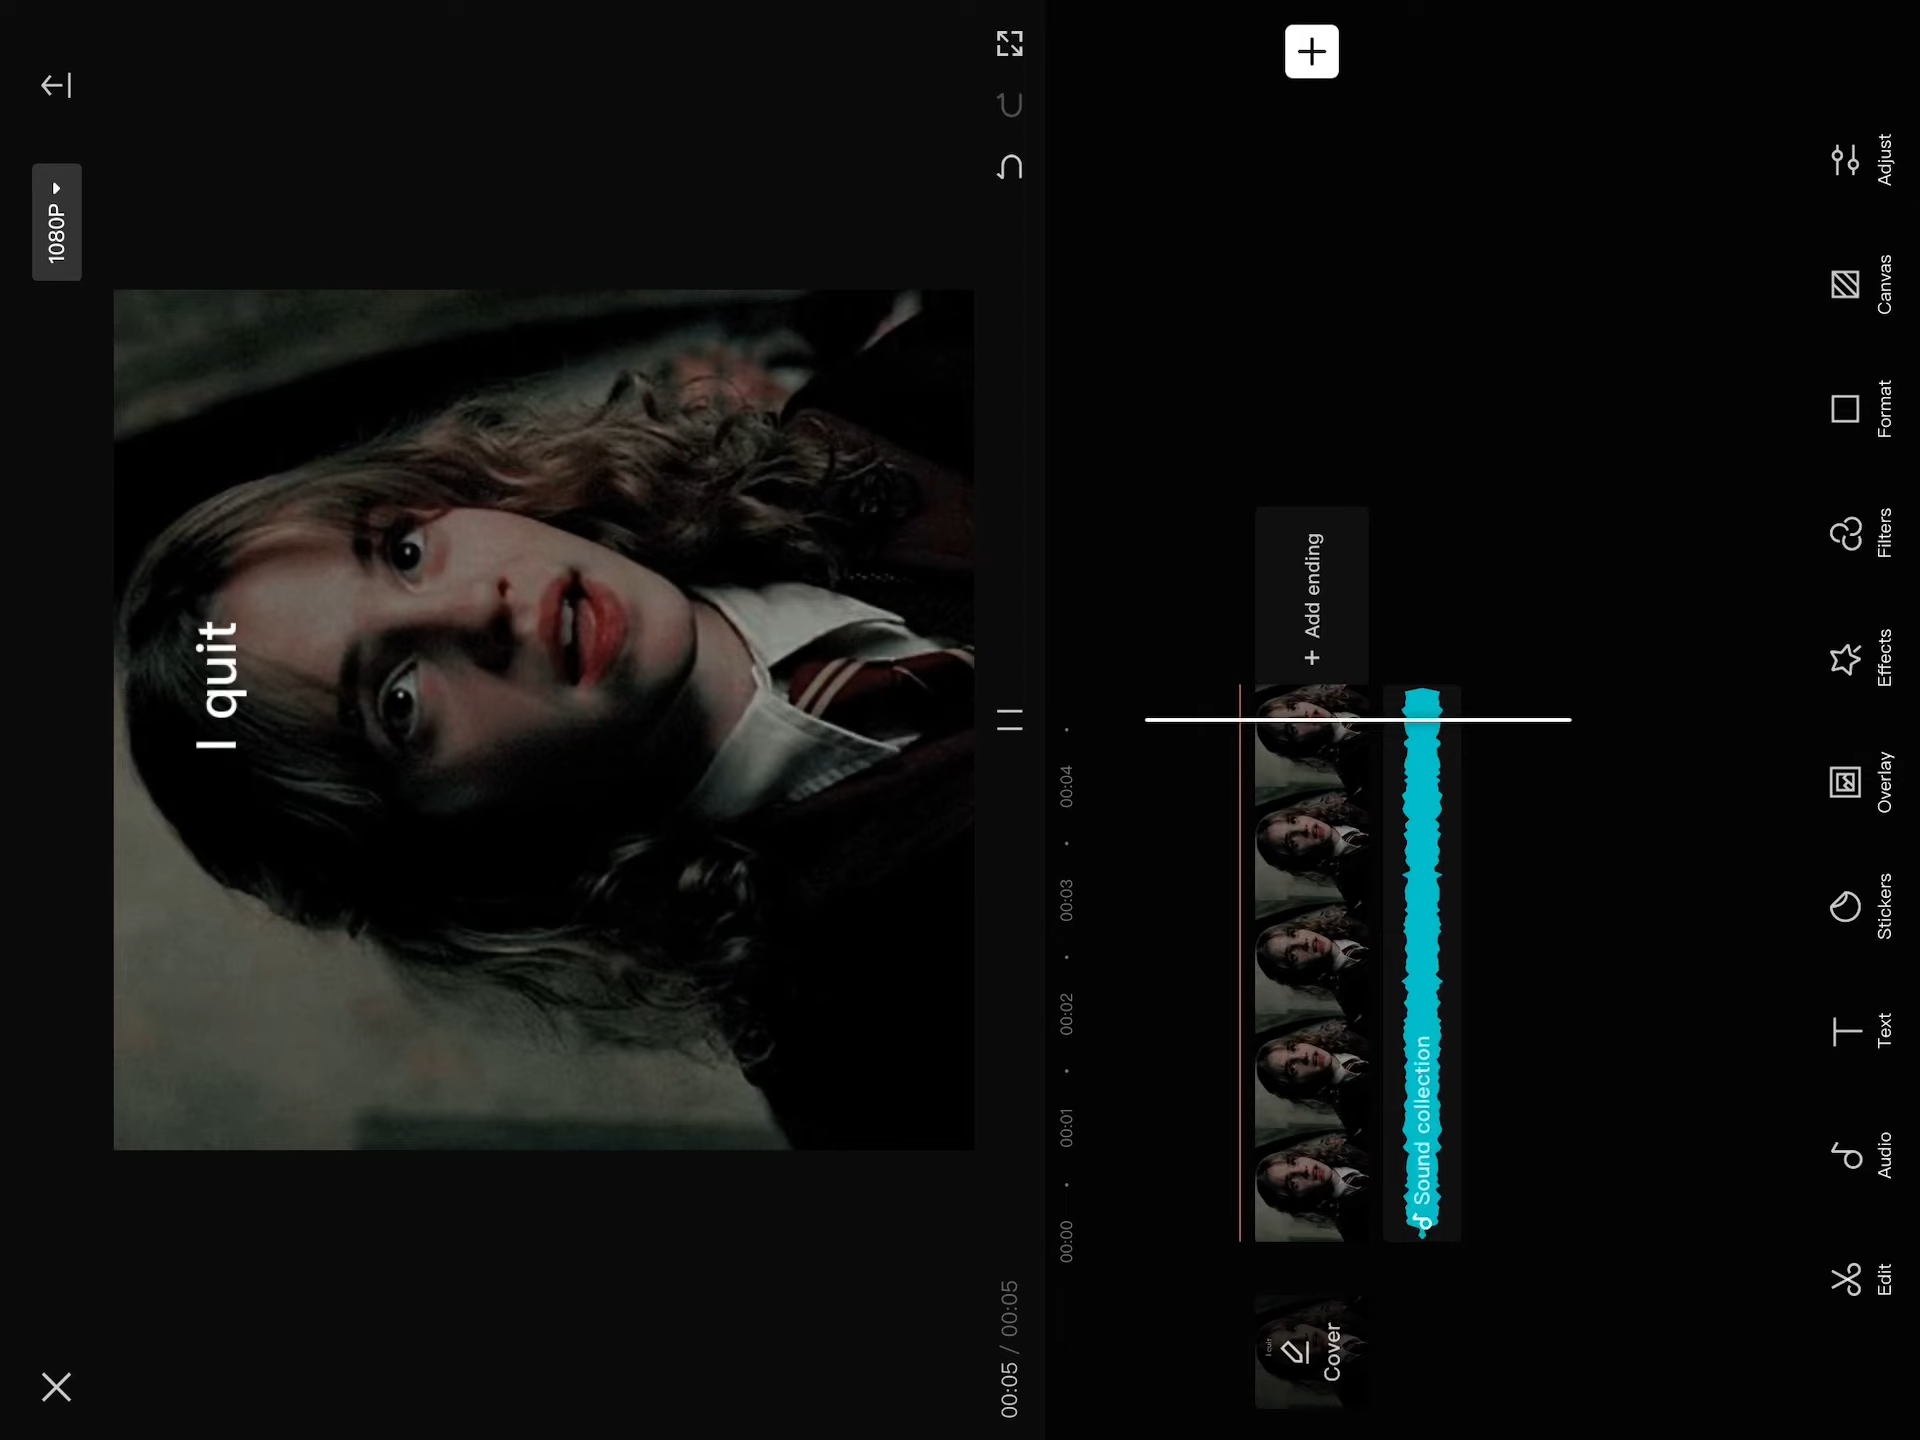 1080P
I quit
00:05 / 00:05
00:00
00:01
00:02
00:03
00:04
Cover
I quit
+ Add ending
Sound collection
Edit
Audio
Text
Stickers
Overlay
Effects
Filters
Format
Canvas
Adjust